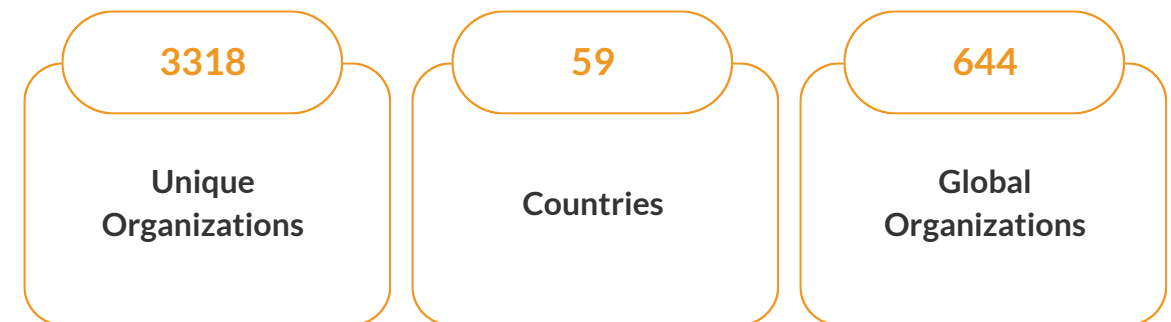 3318
Unique
Organizations
59
Countries
644
Global
Organizations